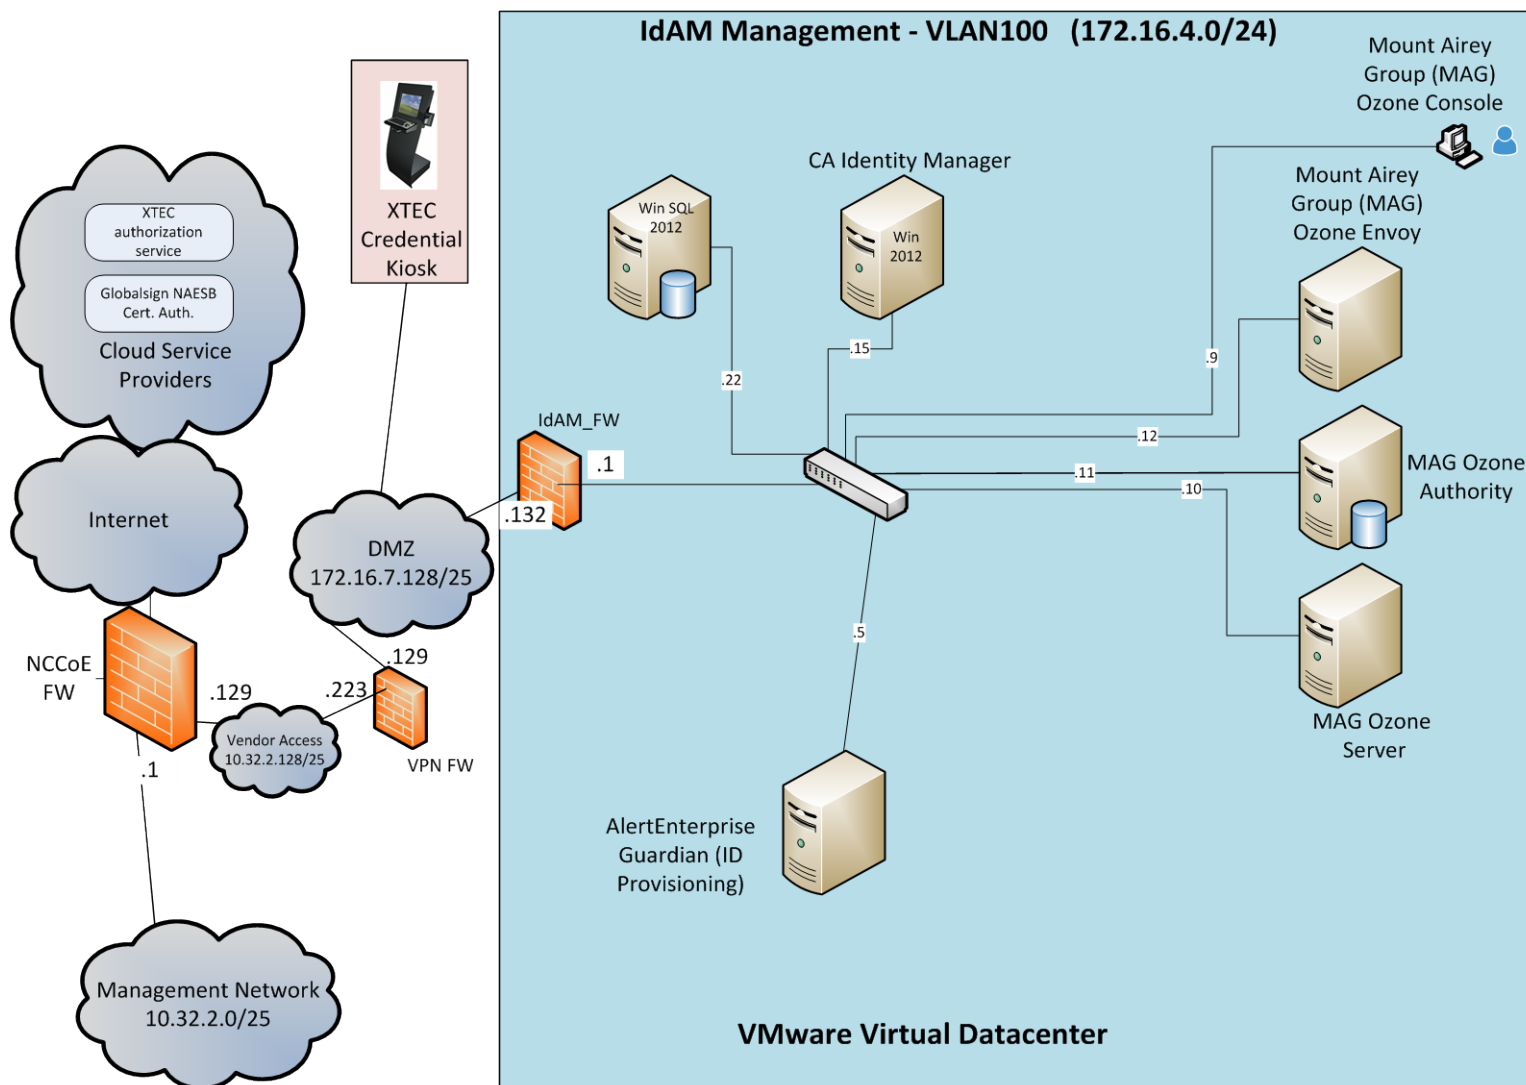 IdAM Management - VLAN100   (172.16.4.0/24)
Mount Airey
Group (MAG)
Ozone Console
CA Identity Manager
Win SQL
2012
Win
2012
Mount Airey
Group (MAG)
Ozone Envoy
XTEC
authorization
service
Globalsign NAESB
Cert. Auth.
Cloud Service
Providers
XTEC
Credential
Kiosk
.15
.9
.22
IdAM_FW
.1
.12
.11
.10
.132
MAG Ozone
Authority
Internet
DMZ
172.16.7.128/25
.5
NCCoE
FW
.129
.129
.223
Vendor Access
10.32.2.128/25
VPN FW
.1
MAG Ozone
Server
AlertEnterprise
Guardian (ID
Provisioning)
Management Network
10.32.2.0/25
VMware Virtual Datacenter